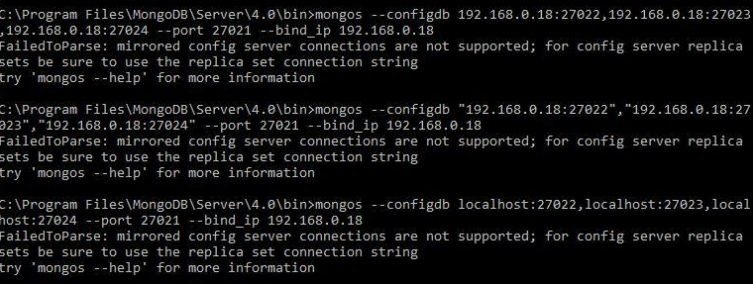 C:\Program Files\MongoDB\Server\4.0\bin>mongos --configdb 192.168.0.18:27022,192.168.0.18:27023
,192.168.0.18:27024 --port 27021 --bind_ip 192.168.0.18
FailedToParse: mirrored config server connections are not supported; for config server replica
sets be sure to use the replica set connection string
try 'mongos --help' for more information
C:\Program Files\MongoDB\Server\4.0\bin>mongos --configdb "192.168.0.18:27022","192.168.0.18:27
023","192.168.0.18:27024" --port 27021 --bind_ip 192.168.0.18
FailedToParse: mirrored config server connections are not supported; for config server replica
sets be sure to use the replica set connection string
try 'mongos --help' for more information
C:\Program Files\MongoDB\Server\4.0\bin>mongos --configdb localhost:27022,localhost:27023,local
host:27024 --port 27021 --bind_ip 192.168.0.18
FailedToParse: mirrored config server connections are not supported; for config server replica
sets be sure to use the replica set connection string
try 'mongos --help' for more information